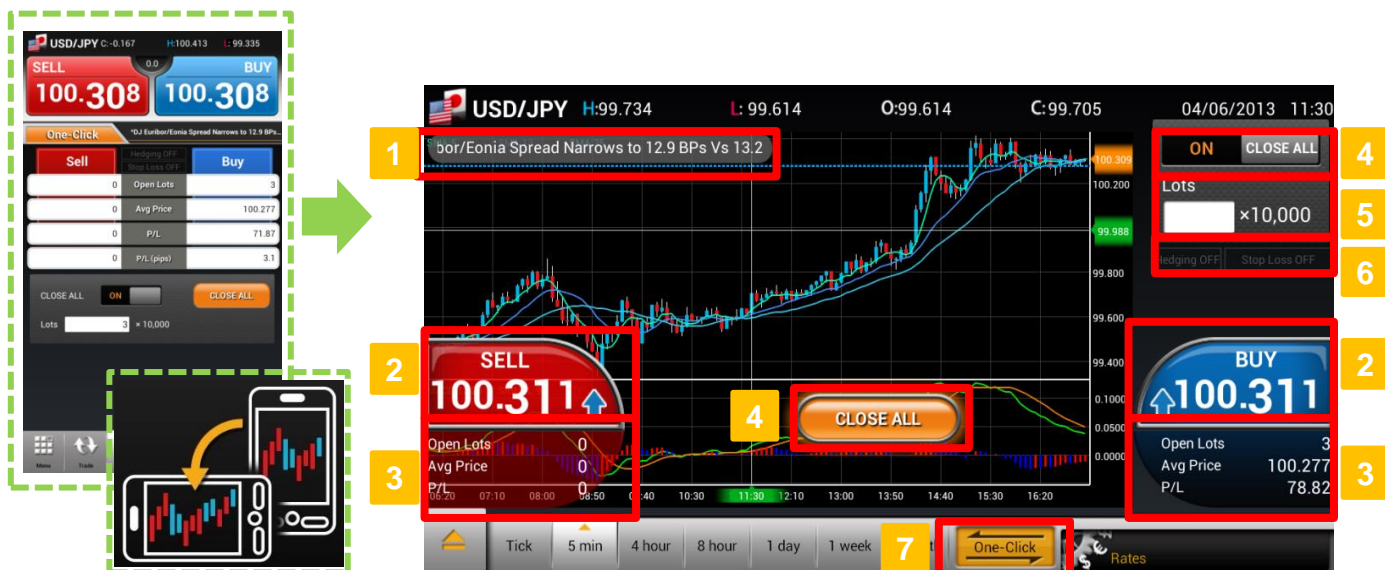 USD/JPY C:-0.167 H:100.413 L: 99.335
SELL 0.0 BUY
100.308 100.308
One-Click *DJ Euribor/Eonia Spread Narrows to 12.9 BPs...
Sell Hedging OFF Buy
Stop Loss OFF
0 Open Lots 3
0 Avg Price 100.277
0 P/L 71.87
0 P/L (pips) 3.1
CLOSE ALL ON CLOSE ALL
Lots 3 × 10,000
Menu Trade
USD/JPY H:99.734 L: 99.614 O:99.614 C:99.705 04/06/2013 11:30
1 bor/Eonia Spread Narrows to 12.9 BPs Vs 13.2
ON CLOSE ALL 4
Lots
×10,000 5
Hedging OFF Stop Loss OFF 6
100.309
100.200
99.988
99.800
99.600
99.400
0.1000
0.0500
0.0000
2 SELL
100.311
3 Open Lots 0
Avg Price 0
P/L 0
4 CLOSE ALL
BUY 2
100.311
Open Lots 3
Avg Price 100.277 3
P/L 78.82
06:20 07:10 08:00 08:50 09:40 10:30 11:30 12:10 13:00 13:50 14:40 15:30 16:20
Tick 5 min 4 hour 8 hour 1 day 1 week 7 One-Click Rates